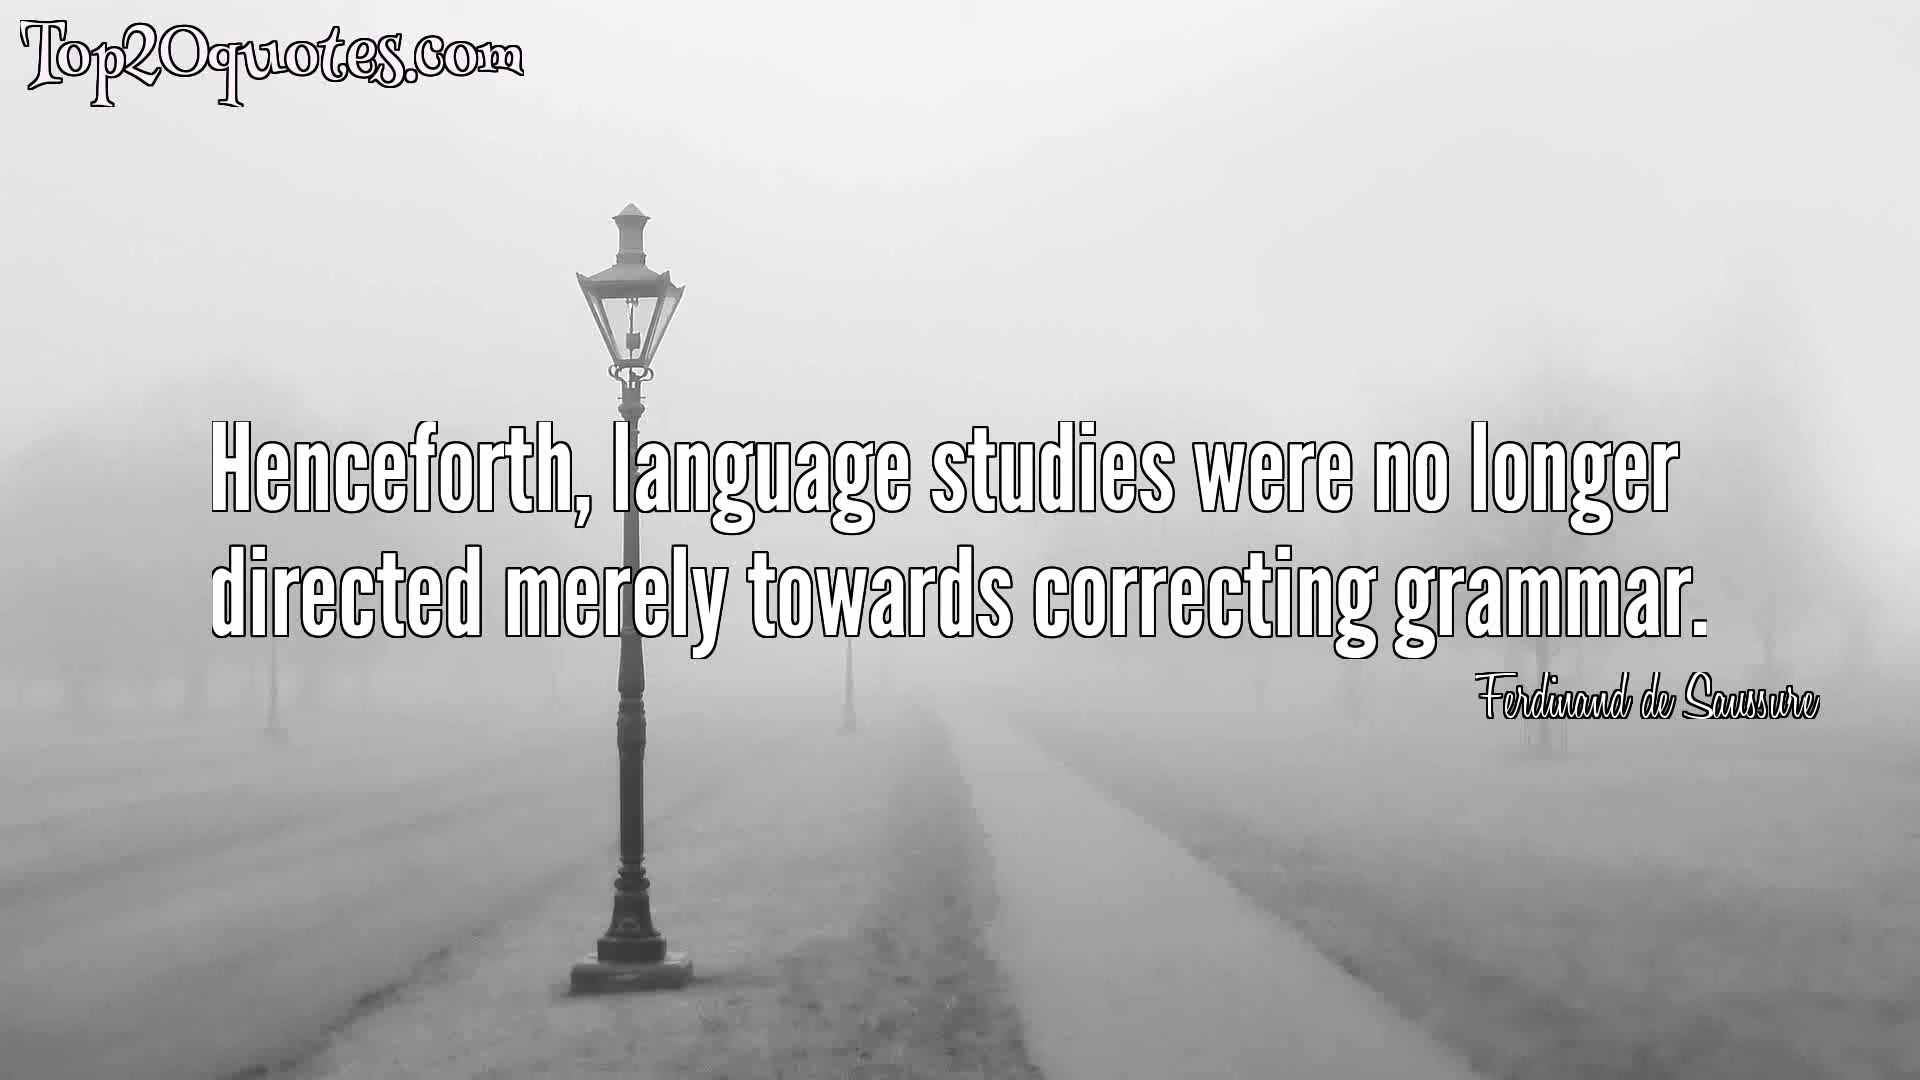 Top20quotes.com
Henceforth, language studies were no longer
directed merely towards correcting grammar.
Ferdinand de Saussure